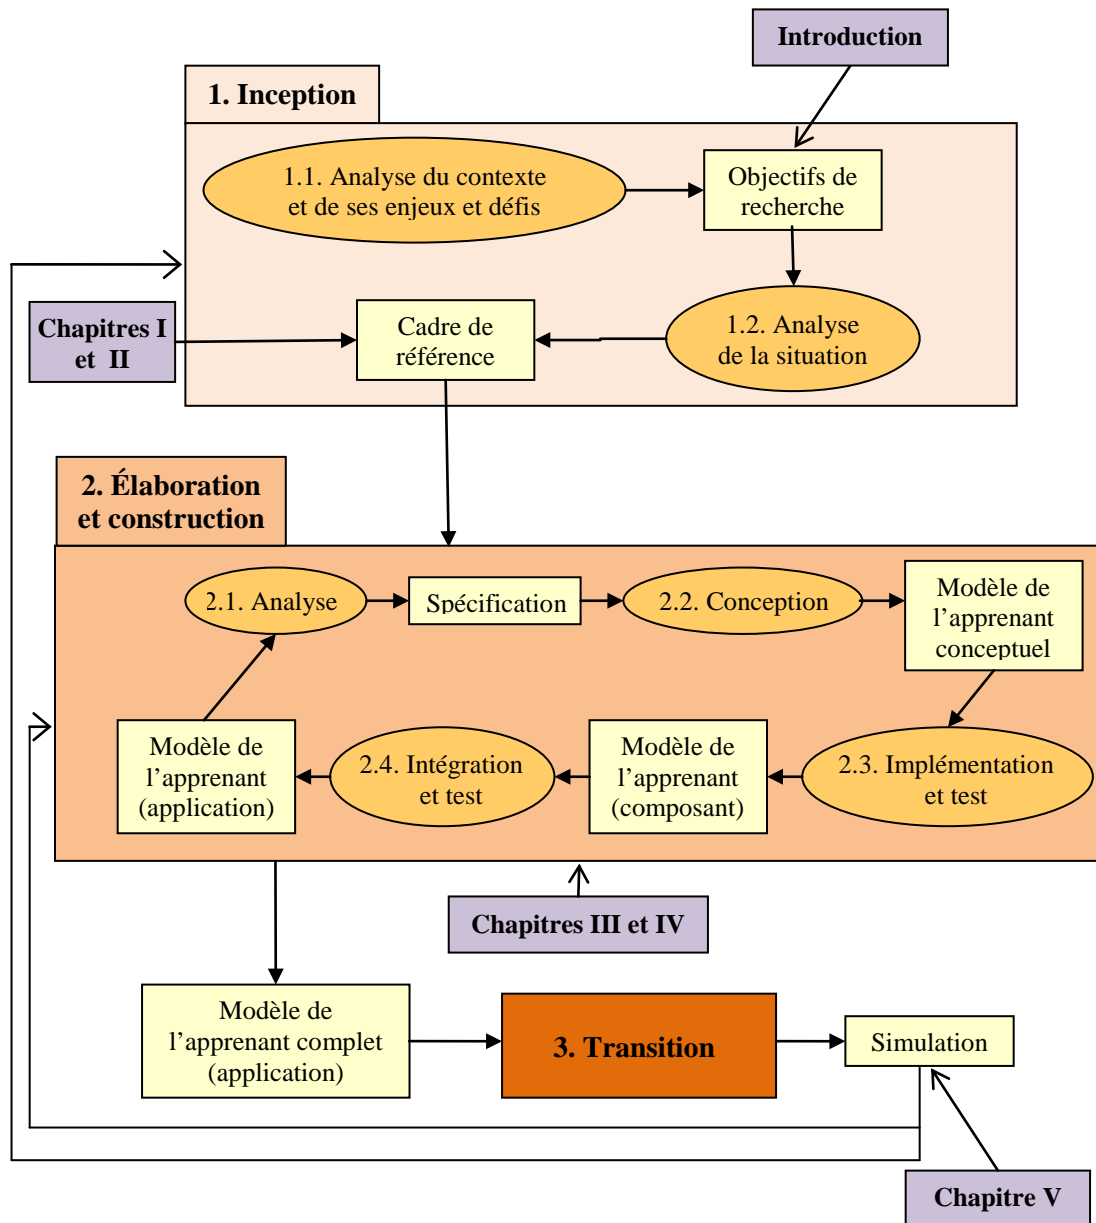 Introduction
1. Inception
1.1. Analyse du contexte
et de ses enjeux et défis
Objectifs de
recherche
Chapitres I
et II
Cadre de
référence
1.2. Analyse
de la situation
2. Élaboration
et construction
2.1. Analyse
Spécification
2.2. Conception
Modèle de
l’apprenant
conceptuel
Modèle de
l’apprenant
(application)
2.4. Intégration
et test
Modèle de
l’apprenant
(composant)
2.3. Implémentation
et test
Chapitres III et IV
Modèle de
l’apprenant complet
(application)
3. Transition
Simulation
Chapitre V